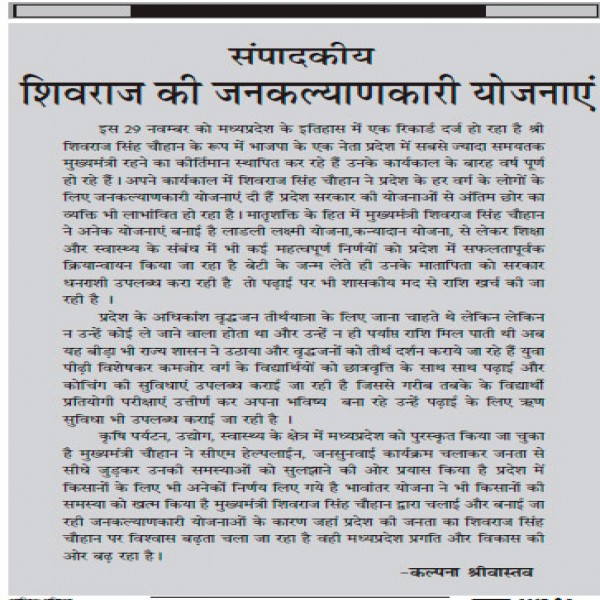 संपादकीय
शिवराज की जनकल्याणकारी योजनाएं
इस 29 नवम्बर को मध्यप्रदेश के इतिहास में एक रिकार्ड दर्ज हो रहा है श्री
शिवराज सिंह चौहान के रूप में भाजपा के एक नेता प्रदेश में सबसे ज्यादा समयतक
मुख्यमंत्री रहने का कीर्तिमान स्थापित कर रहे हैं उनके कार्यकाल के बारह वर्ष पूर्ण
हो रहे हैं। अपने कार्यकाल में शिवराज सिंह चौहान ने प्रदेश के हर वर्ग के लोगों के
लिए जनकल्याणकारी योजनाएं दी हैं प्रदेश सरकार की योजनाओं से अंतिम छोर का
व्यक्ति भी लाभांवित हो रहा है। मातृशक्ति के हित में मुख्यमंत्री शिवराज सिंह चौहान
ने अनेक योजनाएं बनाई है लाडली लक्ष्मी योजना,कन्यादान योजना, से लेकर शिक्षा
और स्वास्थ्य के संबंध में भी कई महत्वपूर्ण निर्णयों को प्रदेश में सफलतापूर्वक
क्रियान्वायन किया जा रहा है बेटी के जन्म लेते ही उनके मातापिता को सरकार
धनराशी उपलब्ध करा रही है तो पढ़ाई पर भी शासकीय मद से राशि खर्च की जा
रही है ।
प्रदेश के अधिकांश वृद्धजन तीर्थयात्रा के लिए जाना चाहते थे लेकिन लेकिन
न उन्हें कोई ले जाने वाला होता था और उन्हें न ही पर्याप्त राशि मिल पाती थी अब
यह बीड़ा भी राज्य शासन ने उठाया और वृद्धजनों को तीर्थ दर्शन कराये जा रहे हैं युवा
पीढ़ी विशेषकर कमजोर वर्ग के विद्यार्थियों को छात्रवृत्ति के साथ साथ पढ़ाई और
कोचिंग की सुविधाएं उपलब्ध कराई जा रही है जिससे गरीब तबके के विद्यार्थी
प्रतियोगी परीक्षाएं उत्तीर्ण कर अपना भविष्य बना रहे उन्हें पढ़ाई के लिए ऋण
सुविधा भी उपलब्ध कराई जा रही है ।
कृषि पर्यटन, उद्योग, स्वास्थ्य के क्षेत्र में मध्यप्रदेश को पुरस्कृत किया जा चुका
है मुख्यमंत्री चौहान ने सीएम हेल्पलाईन, जनसुनवाई कार्यक्रम चलाकर जनता से
सीधे जुड़कर उनकी समस्याओं को सुलझाने की ओर प्रयास किया है प्रदेश में
किसानों के लिए भी अनेकों निर्णय लिए गये है भावांतर योजना ने भी किसानों की
समस्या को खत्म किया है मुख्यमंत्री शिवराज सिंह चौहान द्वारा चलाई और बनाई जा
रही जनकल्याणकारी योजनाओं के कारण जहां प्रदेश की जनता का शिवराज सिंह
चौहान पर विश्वास बढ़ता चला जा रहा है वही मध्यप्रदेश प्रगति और विकास की
ओर बढ़ रहा है।
-कल्पना श्रीवास्तव